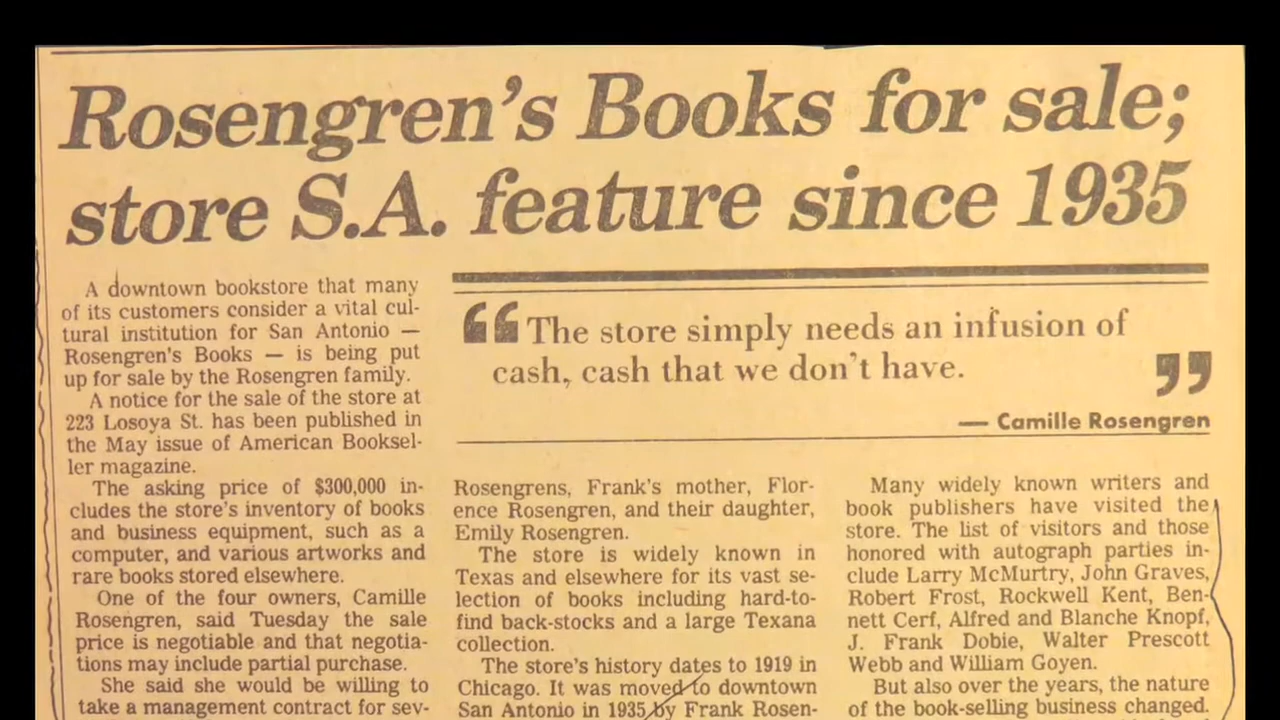 Rosengren's Books for sale;
store S.A. feature since 1935
A downtown bookstore that many
of its customers consider a vital cul-
tural institution for San Antonio —
Rosengren's Books — is being put
up for sale by the Rosengren family.
A notice for the sale of the store at
223 Losoya St. has been published in
the May issue of American Booksel-
ler magazine.
The asking price of $300,000 in-
cludes the store's inventory of books
and business equipment, such as a
computer, and various artworks and
rare books stored elsewhere.
One of the four owners, Camille
Rosengren, said Tuesday the sale
price is negotiable and that negotia-
tions may include partial purchase.
She said she would be willing to
take a management contract for sev-
“The store simply needs an infusion of
cash, cash that we don't have.”
— Camille Rosengren
Rosengrens, Frank's mother, Flor-
ence Rosengren, and their daughter,
Emily Rosengren.
The store is widely known in
Texas and elsewhere for its vast se-
lection of books including hard-to-
find back-stocks and a large Texana
collection.
The store's history dates to 1919 in
Chicago. It was moved to downtown
San Antonio in 1935 by Frank Rosen-
Many widely known writers and
book publishers have visited the
store. The list of visitors and those
honored with autograph parties in-
clude Larry McMurtry, John Graves,
Robert Frost, Rockwell Kent, Ben-
nett Cerf, Alfred and Blanche Knopf,
J. Frank Dobie, Walter Prescott
Webb and William Goyen.
But also over the years, the nature
of the book-selling business changed.